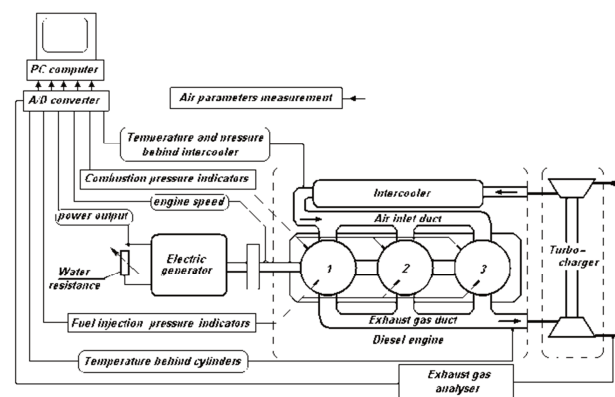 PC computer
A/D converter
Air parameters measurement
Temperature and pressure
behind intercooler
Combustion pressure indicators
Intercooler
engine speed
Air inlet duct
power output
Electric
generator
1
2
3
Turbo-
charger
Water
resistance
Fuel injection pressure indicators
Exhaust gas duct
Diesel engine
Temperature behind cylinders
Exhaust gas
analyser